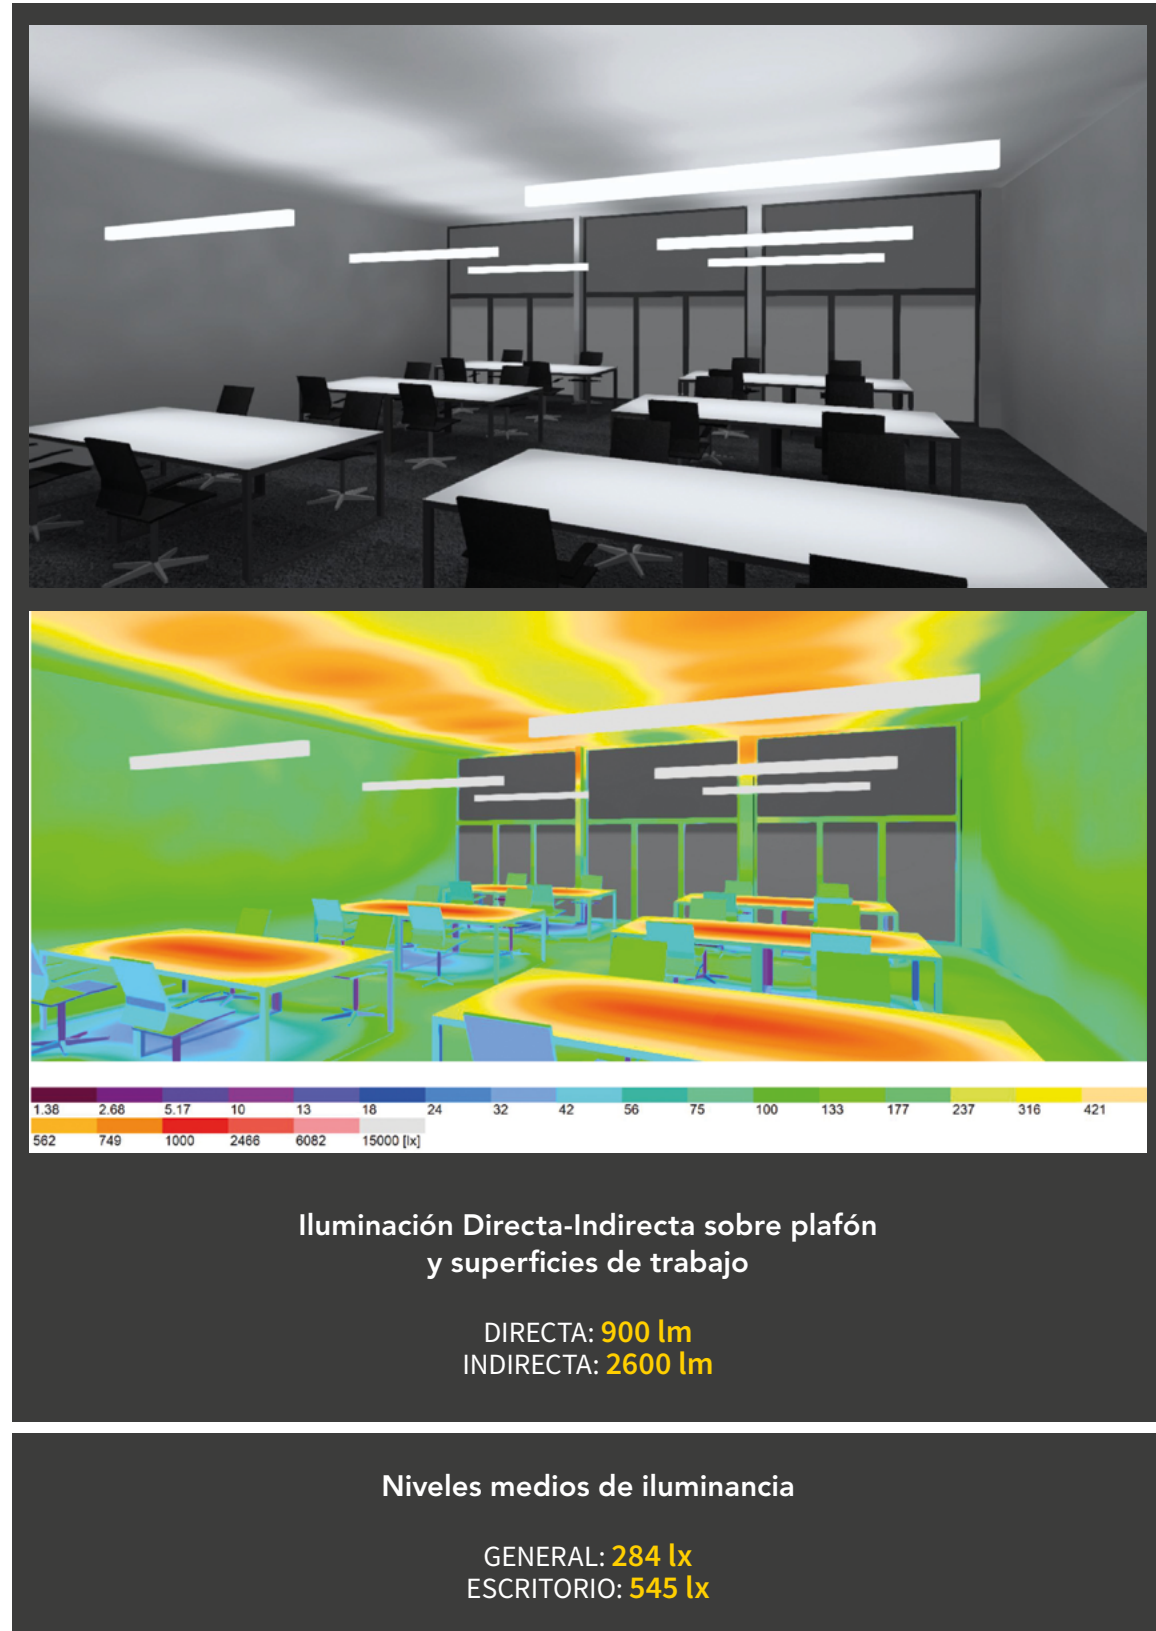 1.38 2.68 5.17 10 13 18 24 32 42 56 75 100 133 177 237 316 421
562 749 1000 2466 6082 15000 [lx]
Iluminación Directa-Indirecta sobre plafón
y superficies de trabajo
DIRECTA: 900 lm
INDIRECTA: 2600 lm
Niveles medios de iluminancia
GENERAL: 284 lx
ESCRITORIO: 545 lx